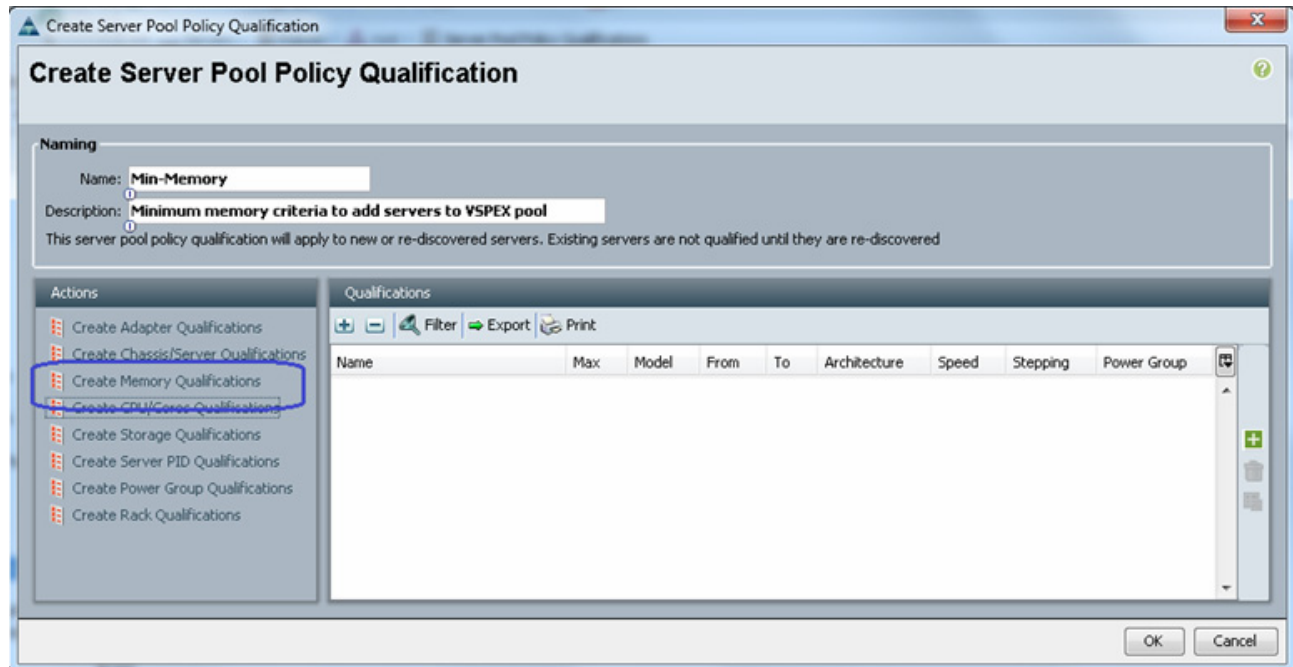 Create Server Pool Policy Qualification
Create Server Pool Policy Qualification
Naming
Name: Min-Memory
Description: Minimum memory criteria to add servers to VSPEX pool
This server pool policy qualification will apply to new or re-discovered servers. Existing servers are not qualified until they are re-discovered
Actions
Create Adapter Qualifications
Create Chassis/Server Qualifications
Create Memory Qualifications
Create CPU/Cores Qualifications
Create Storage Qualifications
Create Server PID Qualifications
Create Power Group Qualifications
Create Rack Qualifications
Qualifications
Filter Export Print
Name Max Model From To Architecture Speed Stepping Power Group
OK Cancel